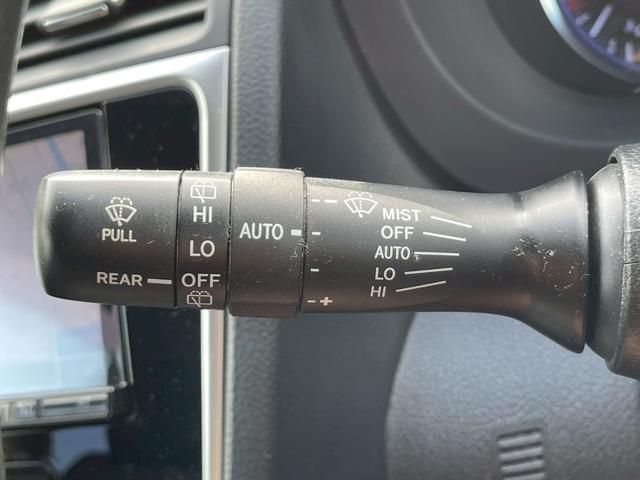 PULL
REAR
HI
LO
OFF
AUTO
- +
MIST
OFF
AUTO
LO
HI